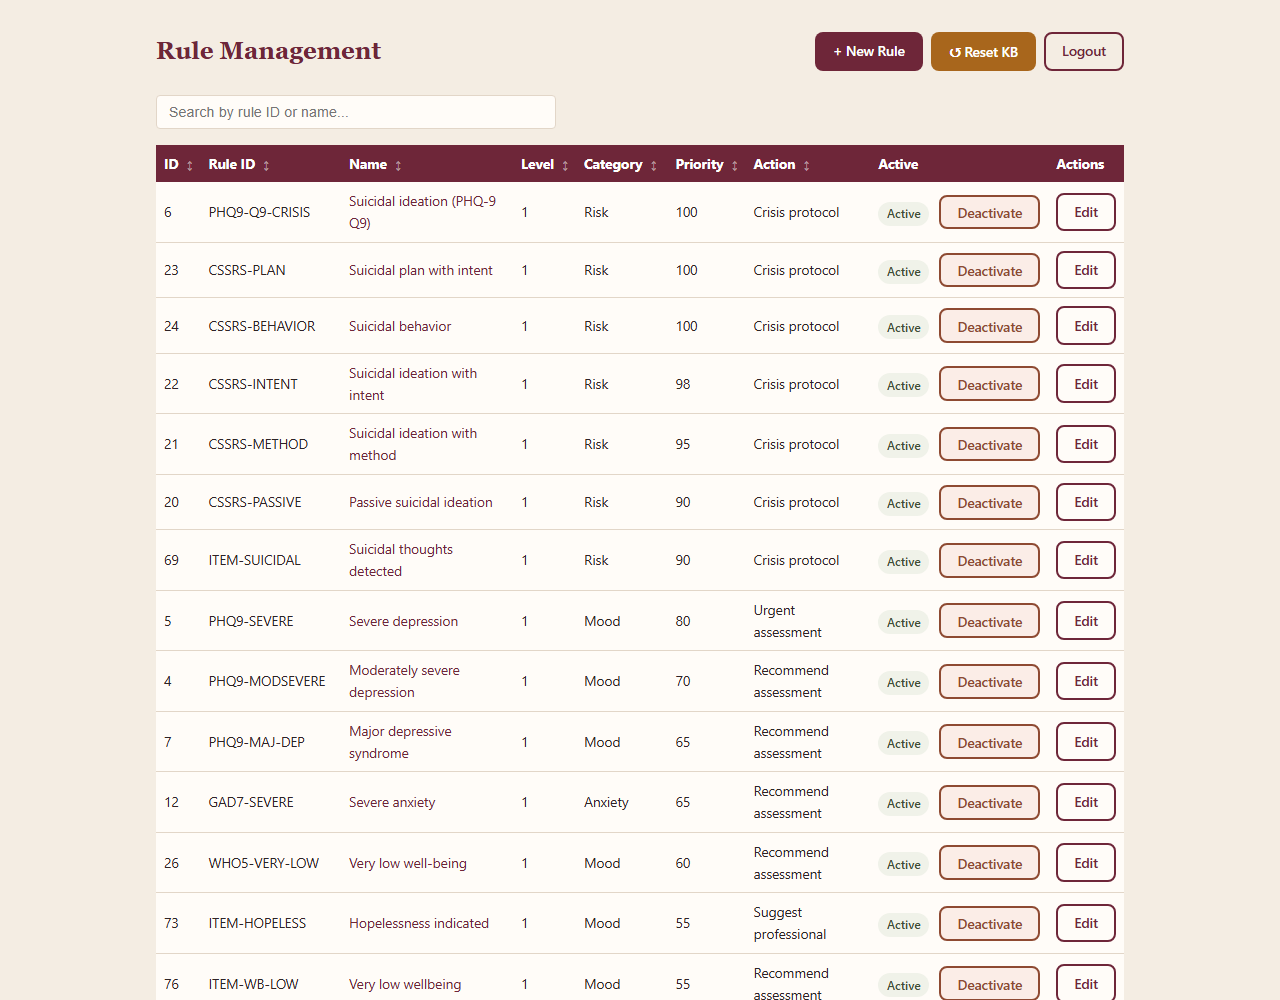 Rule Management
+ New Rule
↺ Reset KB
Logout
Search by rule ID or name...
ID ↕ Rule ID ↕ Name ↕ Level ↕ Category ↕ Priority ↕ Action ↕ Active Actions
6 PHQ9-Q9-CRISIS Suicidal ideation (PHQ-9 Q9) 1 Risk 100 Crisis protocol Active Deactivate Edit
23 CSSRS-PLAN Suicidal plan with intent 1 Risk 100 Crisis protocol Active Deactivate Edit
24 CSSRS-BEHAVIOR Suicidal behavior 1 Risk 100 Crisis protocol Active Deactivate Edit
22 CSSRS-INTENT Suicidal ideation with intent 1 Risk 98 Crisis protocol Active Deactivate Edit
21 CSSRS-METHOD Suicidal ideation with method 1 Risk 95 Crisis protocol Active Deactivate Edit
20 CSSRS-PASSIVE Passive suicidal ideation 1 Risk 90 Crisis protocol Active Deactivate Edit
69 ITEM-SUICIDAL Suicidal thoughts detected 1 Risk 90 Crisis protocol Active Deactivate Edit
5 PHQ9-SEVERE Severe depression 1 Mood 80 Urgent assessment Active Deactivate Edit
4 PHQ9-MODSEVERE Moderately severe depression 1 Mood 70 Recommend assessment Active Deactivate Edit
7 PHQ9-MAJ-DEP Major depressive syndrome 1 Mood 65 Recommend assessment Active Deactivate Edit
12 GAD7-SEVERE Severe anxiety 1 Anxiety 65 Recommend assessment Active Deactivate Edit
26 WHO5-VERY-LOW Very low well-being 1 Mood 60 Recommend assessment Active Deactivate Edit
73 ITEM-HOPELESS Hopelessness indicated 1 Mood 55 Suggest professional Active Deactivate Edit
76 ITEM-WB-LOW Very low wellbeing 1 Mood 55 Recommend assessment Active Deactivate Edit